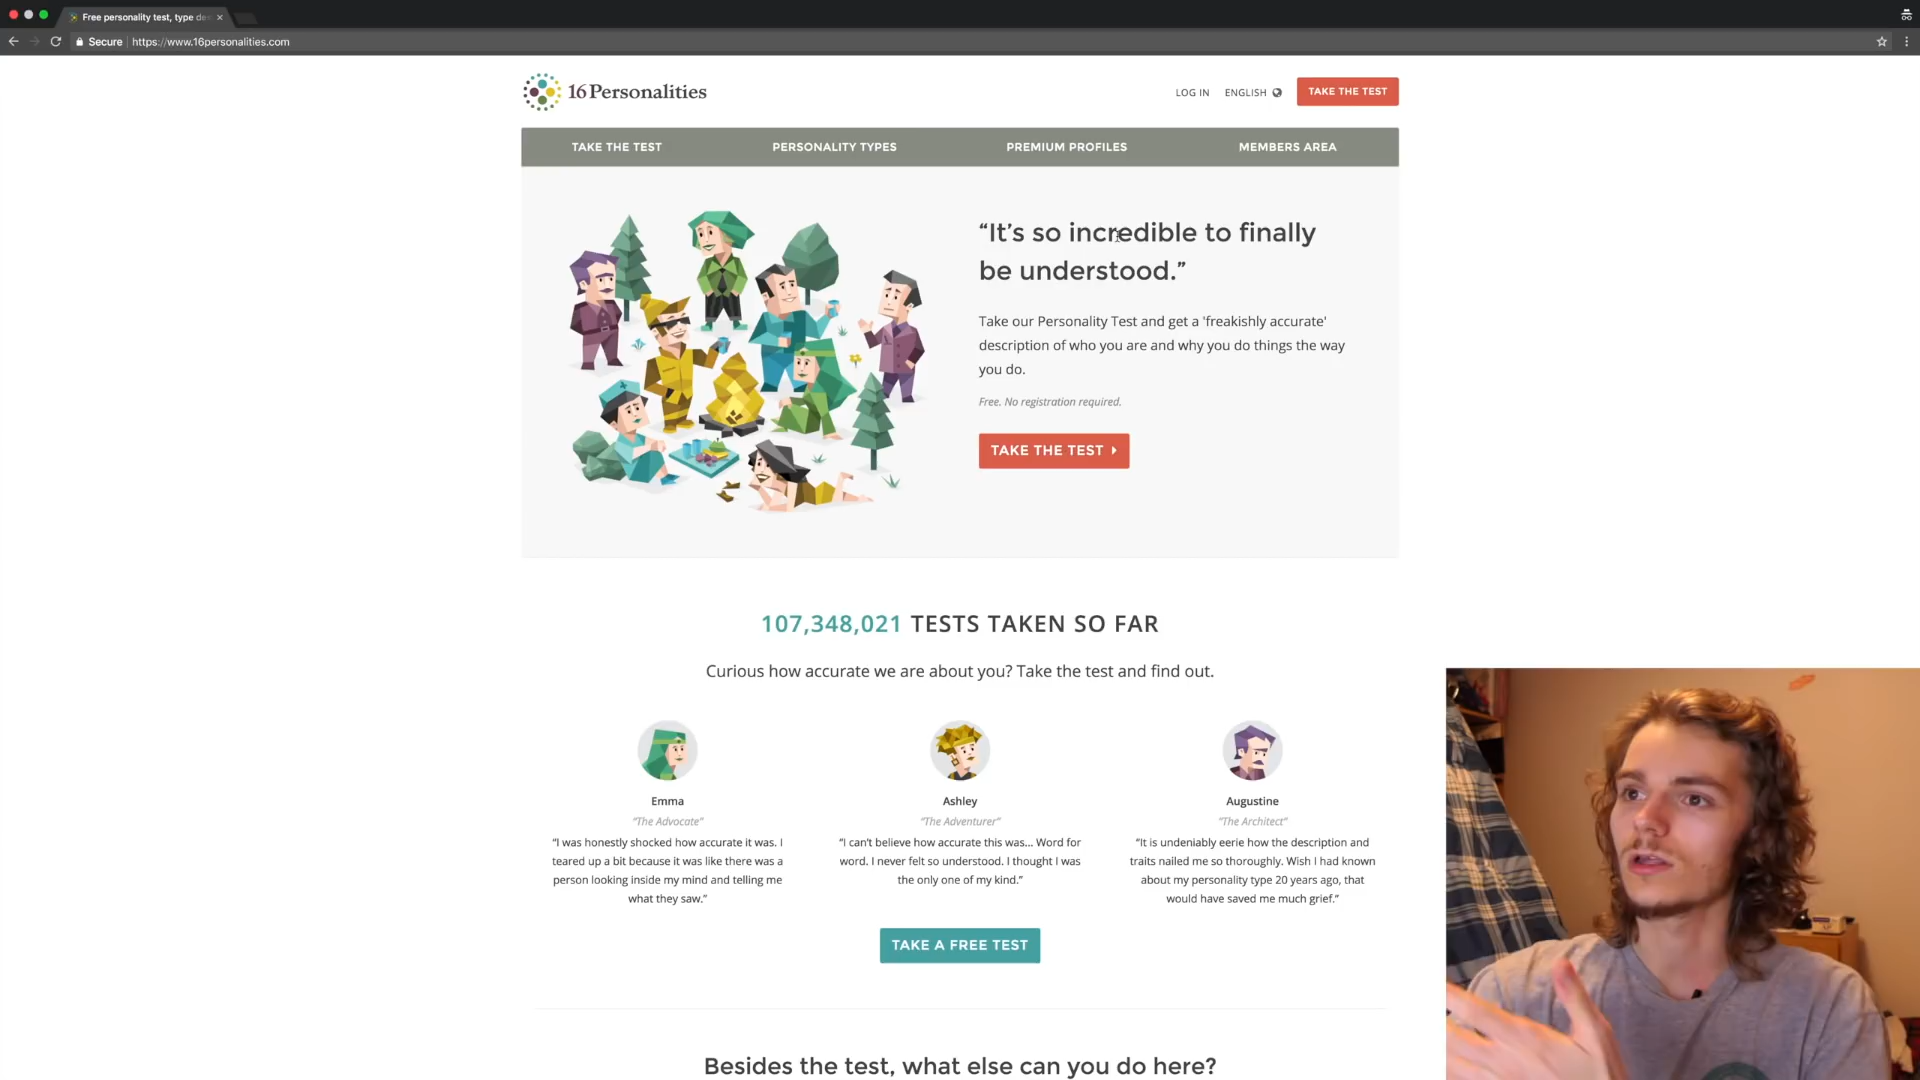 Free personality test, type de
Secure https://www.16personalities.com
16Personalities
LOG IN ENGLISH TAKE THE TEST
TAKE THE TEST PERSONALITY TYPES PREMIUM PROFILES MEMBERS AREA
“It’s so incredible to finally
be understood.”
Take our Personality Test and get a 'freakishly accurate'
description of who you are and why you do things the way
you do.
Free. No registration required.
TAKE THE TEST
107,348,021 TESTS TAKEN SO FAR
Curious how accurate we are about you? Take the test and find out.
Emma
“The Advocate”
“I was honestly shocked how accurate it was. I
teared up a bit because it was like there was a
person looking inside my mind and telling me
what they saw.”
Ashley
“The Adventurer”
“I can’t believe how accurate this was... Word for
word. I never felt so understood. I thought I was
the only one of my kind.”
Augustine
“The Architect”
“It is undeniably eerie how the description and
traits nailed me so thoroughly. Wish I had known
about my personality type 20 years ago, that
would have saved me much grief.”
TAKE A FREE TEST
Besides the test, what else can you do here?